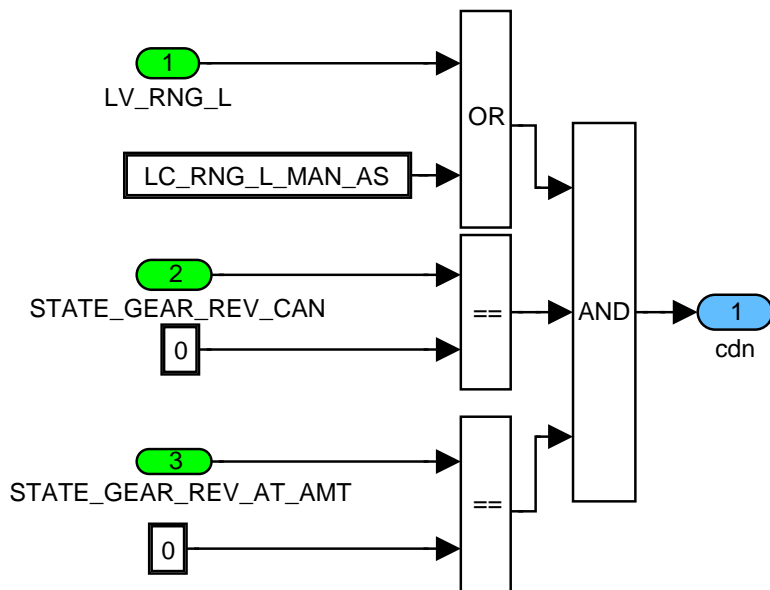 1
LV_RNG_L
OR
LC_RNG_L_MAN_AS
2
STATE_GEAR_REV_CAN
0
==
AND
1
cdn
3
STATE_GEAR_REV_AT_AMT
0
==